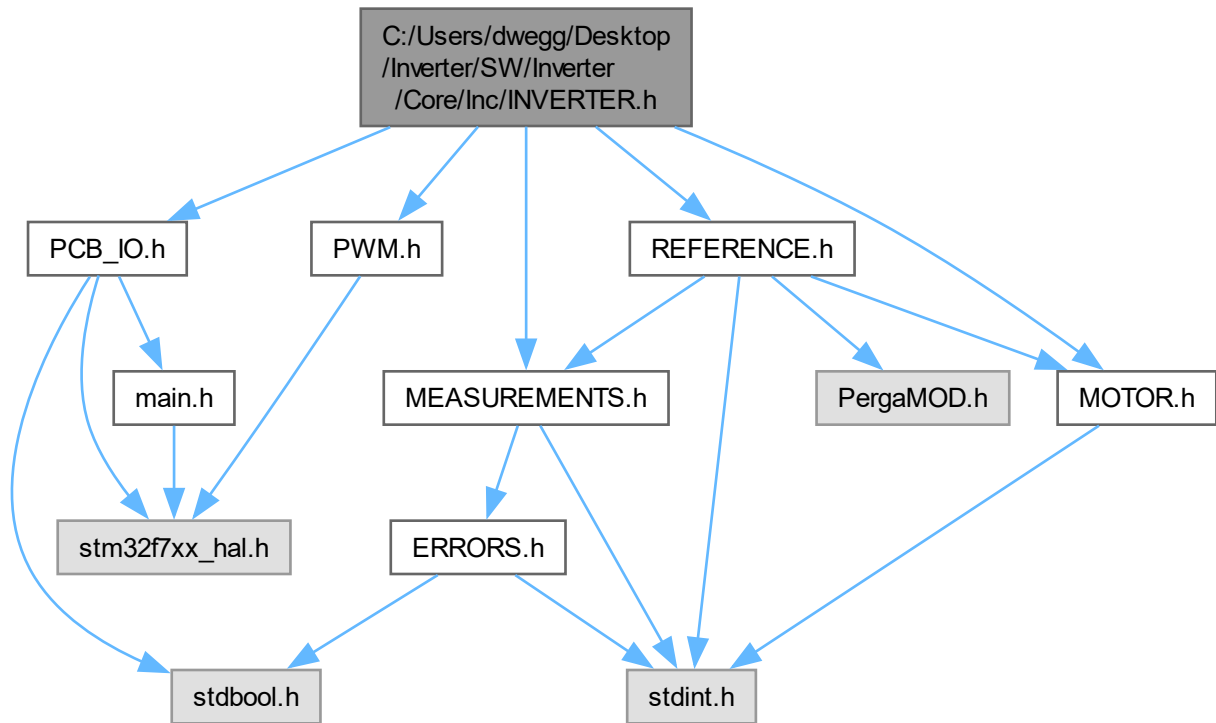 C:/Users/dwegg/Desktop
/Inverter/SW/Inverter
/Core/Inc/INVERTER.h
PCB_IO.h
PWM.h
REFERENCE.h
main.h
MEASUREMENTS.h
PergaMOD.h
MOTOR.h
stm32f7xx_hal.h
ERRORS.h
stdbool.h
stdint.h